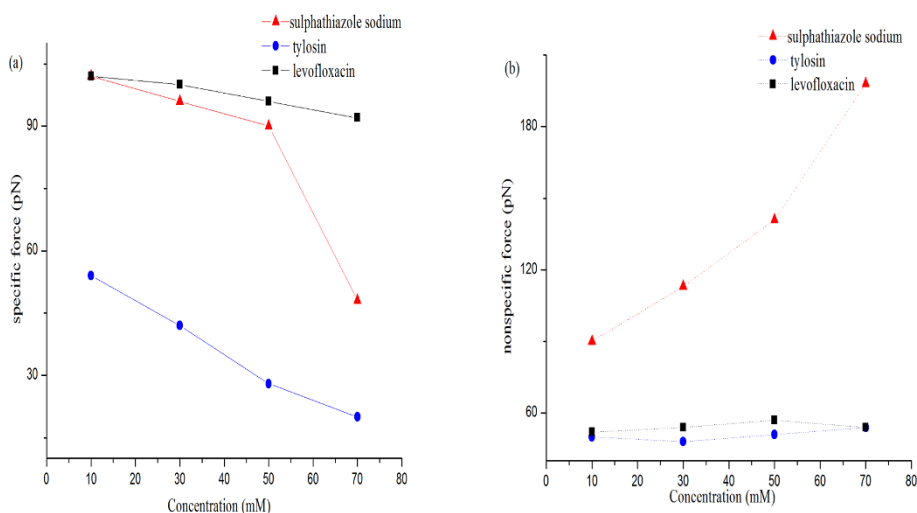 (a)
sulphathiazole sodium
tylosin
levofloxacin
specific force (pN)
90
60
30
0 10 20 30 40 50 60 70 80
Concentration (mM)
(b)
sulphathiazole sodium
tylosin
levofloxacin
nonspecific force (pN)
180
120
60
0 10 20 30 40 50 60 70 80
Concentration (mM)